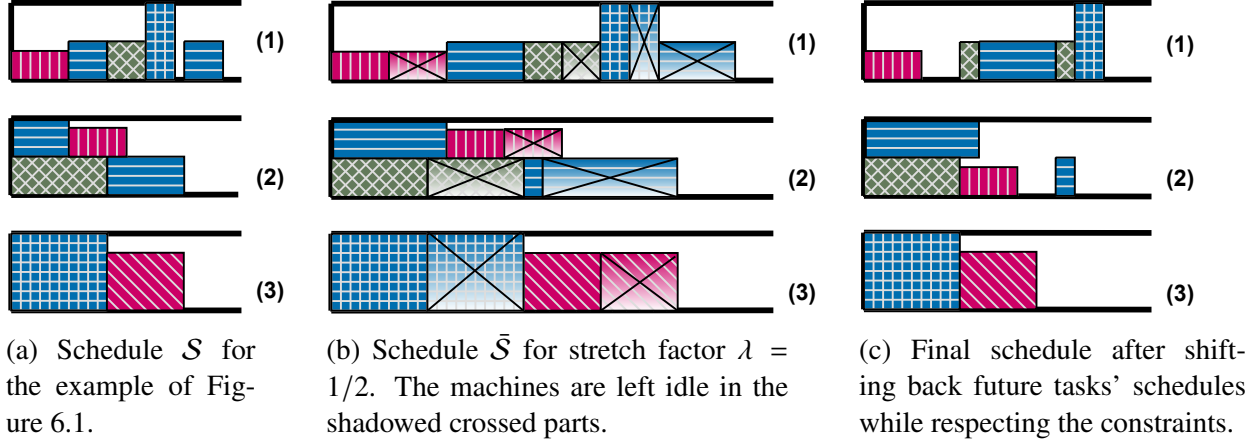 (1)
(2)
(3)
(1)
(2)
(3)
(1)
(2)
(3)
(a) Schedule 𝒮 for
the example of Fig-
ure 6.1.
(b) Schedule 𝒮̄ for stretch factor λ =
1/2. The machines are left idle in the
shadowed crossed parts.
(c) Final schedule after shift-
ing back future tasks' schedules
while respecting the constraints.